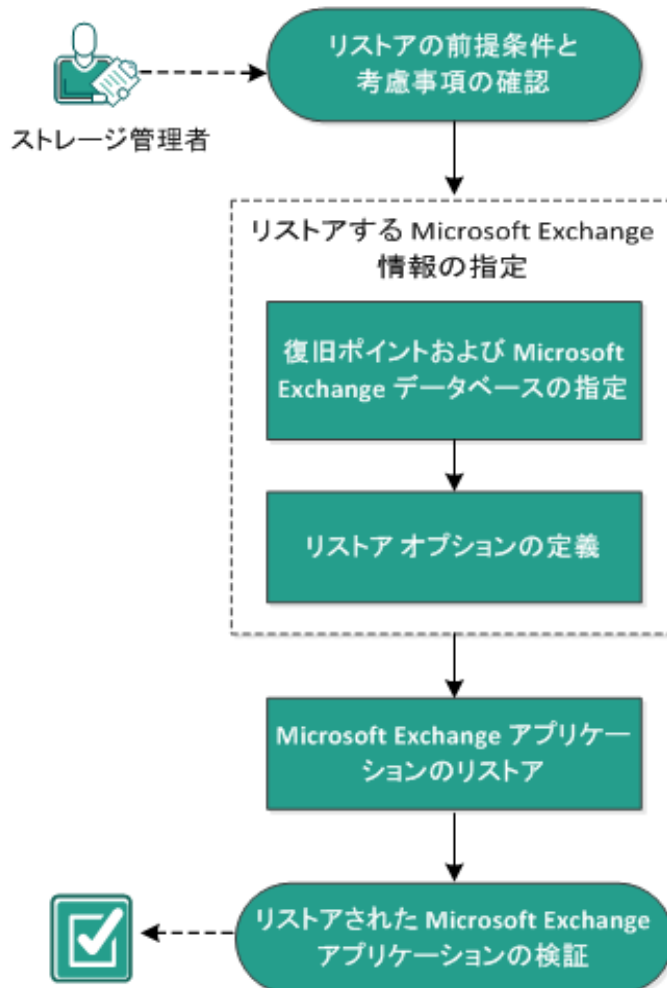 リストアの前提条件と
考慮事項の確認
ストレージ管理者
リストアする Microsoft Exchange
情報の指定
復旧ポイントおよび Microsoft
Exchange データベースの指定
リストア オプションの定義
Microsoft Exchange アプリケー
ションのリストア
リストアされた Microsoft Exchange
アプリケーションの検証